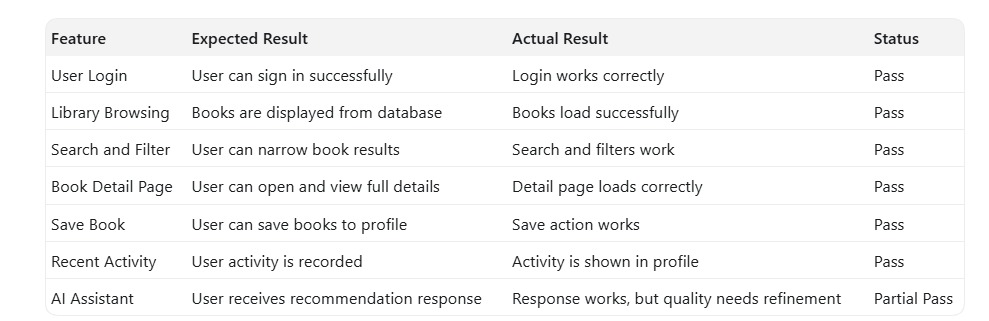 Feature Expected Result Actual Result Status
User Login User can sign in successfully Login works correctly Pass
Library Browsing Books are displayed from database Books load successfully Pass
Search and Filter User can narrow book results Search and filters work Pass
Book Detail Page User can open and view full details Detail page loads correctly Pass
Save Book User can save books to profile Save action works Pass
Recent Activity User activity is recorded Activity is shown in profile Pass
AI Assistant User receives recommendation response Response works, but quality needs refinement Partial Pass